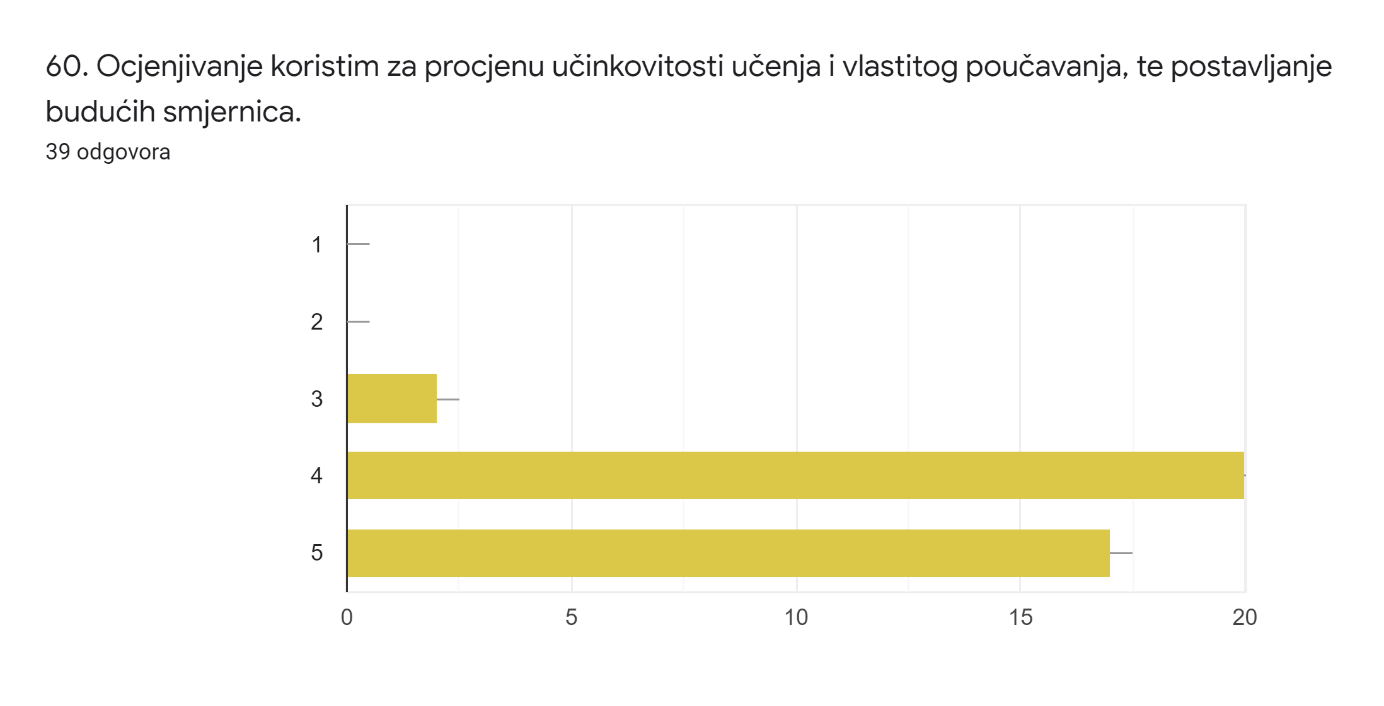 60. Ocjenjivanje koristim za procjenu učinkovitosti učenja i vlastitog poučavanja, te postavljanje
budućih smjernica.
39 odgovora
1
2
3
4
5
0 5 10 15 20